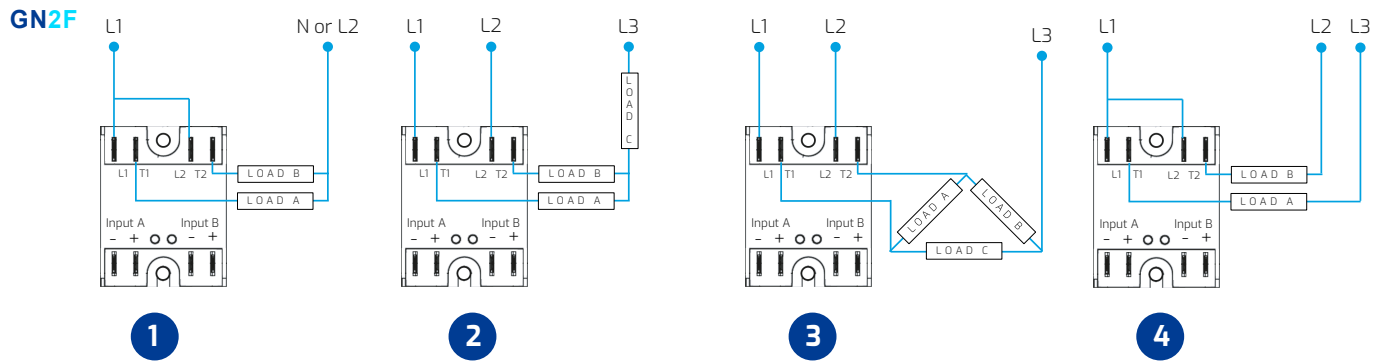 GN2F
L1 N or L2
L1 T1 L2 T2
LOAD B
LOAD A
Input A Input B
– + – +
1
L1 L2 L3
LOAD C
L1 T1 L2 T2
LOAD B
LOAD A
Input A Input B
– + – +
2
L1 L2 L3
L1 T1 L2 T2
LOAD A LOAD B
LOAD C
Input A Input B
– + – +
3
L1 L2 L3
L1 T1 L2 T2
LOAD B
LOAD A
Input A Input B
– + – +
4